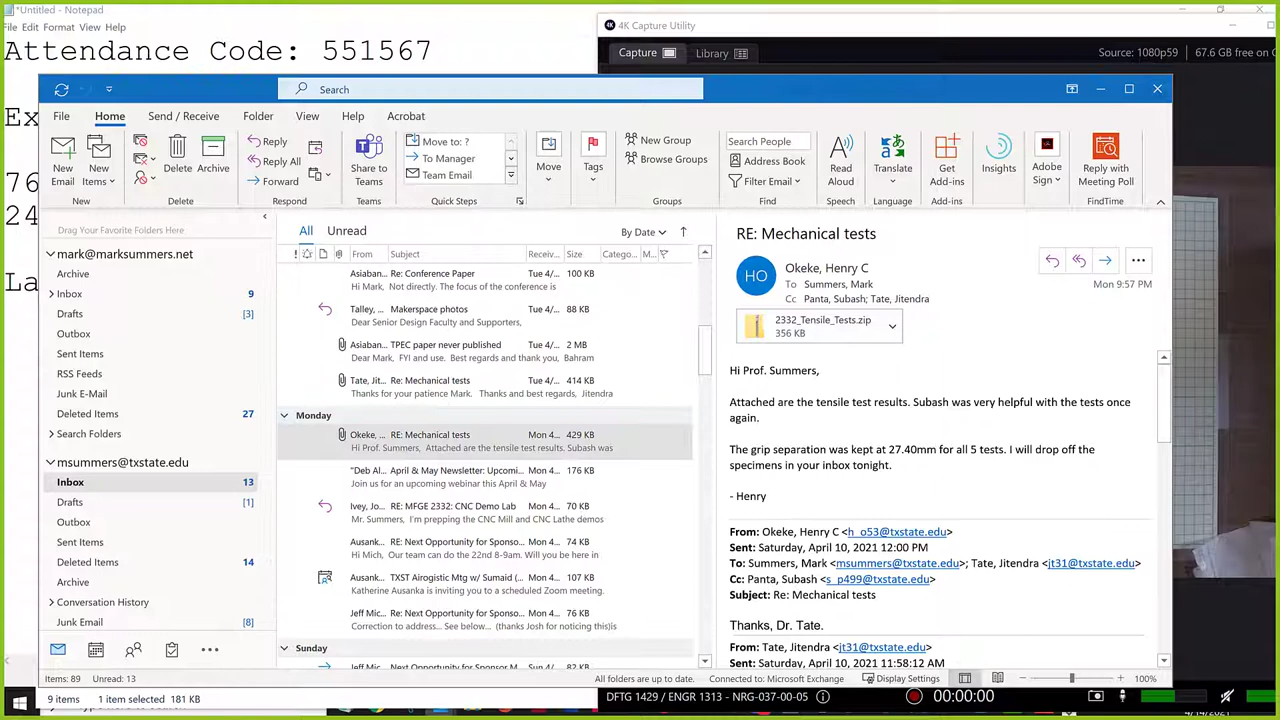 *Untitled - Notepad
File Edit Format View Help
Attendance Code: 551567
Ex
76
24
La
4K Capture Utility
Capture
Library
Source: 1080p59
67.6 GB free on
Search
File Home Send / Receive Folder View Help Acrobat
New Email
New Items
New
Delete
Archive
Delete
Reply
Reply All
Forward
Respond
Share to Teams
Teams
Move to: ?
To Manager
Team Email
Quick Steps
Move
Tags
New Group
Browse Groups
Groups
Search People
Address Book
Filter Email
Find
Read Aloud
Speech
Translate
Language
Get Add-ins
Add-ins
Insights
Adobe Sign
Reply with Meeting Poll
FindTime
Drag Your Favorite Folders Here
mark@marksummers.net
Archive
Inbox 9
Drafts [3]
Outbox
Sent Items
RSS Feeds
Junk E-Mail
Deleted Items 27
Search Folders
msummers@txstate.edu
Inbox 13
Drafts [1]
Outbox
Sent Items
Deleted Items 14
Archive
Conversation History
Junk Email [8]
All Unread By Date
! From Subject Receiv... Size Catego... M...
Asiaban... Re: Conference Paper Tue 4/... 100 KB
Hi Mark, Not directly. The focus of the conference is
Talley, ... Makerspace photos Tue 4/... 88 KB
Dear Senior Design Faculty and Supporters,
Asiaban... TPEC paper never published Tue 4/... 2 MB
Dear Mark, FYI and use. Best regards and thank you, Bahram
Tate, Jit... Re: Mechanical tests Tue 4/... 414 KB
Thanks for your patience Mark. Thanks and best regards, Jitendra
Monday
Okeke, ... RE: Mechanical tests Mon 4... 429 KB
Hi Prof. Summers, Attached are the tensile test results. Subash was
"Deb Al... April & May Newsletter: Upcomi... Mon 4... 176 KB
Join us for an upcoming webinar this April & May
Ivey, Jo... RE: MFGE 2332: CNC Demo Lab Mon 4... 70 KB
Mr. Summers, I'm prepping the CNC Mill and CNC Lathe demos
Ausank... RE: Next Opportunity for Sponso... Mon 4... 74 KB
Hi Mich, Our team can do the 22nd 8-9am. Will you be here in
Ausank... TXST Airogistic Mtg w/ Sumaid (... Mon 4... 107 KB
Katherine Ausanka is inviting you to a scheduled Zoom meeting.
Jeff Mic... Re: Next Opportunity for Sponso... Mon 4... 76 KB
Correction to address... See below... (thanks Josh for noticing this)is
Sunday
Jeff Mic... Next Opportunity for Sponsor M... Sun 4/... 82 KB
RE: Mechanical tests
HO
Okeke, Henry C
To Summers, Mark
Cc Panta, Subash; Tate, Jitendra
Mon 9:57 PM
2332_Tensile_Tests.zip
356 KB
Hi Prof. Summers,
Attached are the tensile test results. Subash was very helpful with the tests once
again.
The grip separation was kept at 27.40mm for all 5 tests. I will drop off the
specimens in your inbox tonight.
- Henry
From: Okeke, Henry C <h_o53@txstate.edu>
Sent: Saturday, April 10, 2021 12:00 PM
To: Summers, Mark <msummers@txstate.edu>; Tate, Jitendra <jt31@txstate.edu>
Cc: Panta, Subash <s_p499@txstate.edu>
Subject: Re: Mechanical tests
Thanks, Dr. Tate.
From: Tate, Jitendra <jt31@txstate.edu>
Sent: Saturday, April 10, 2021 11:58:12 AM
Items: 89 Unread: 13 All folders are up to date. Connected to: Microsoft Exchange Display Settings 100%
9 items 1 item selected 181 KB
DFTG 1429 / ENGR 1313 - NRG-037-00-05
00:00:00